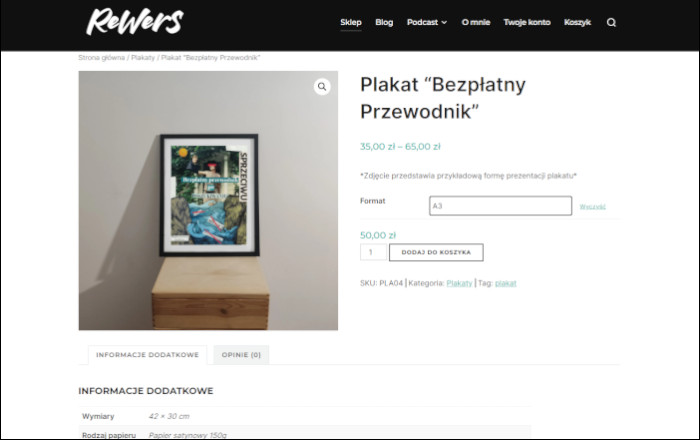 ReWerS
Sklep Blog Podcast O mnie Twoje konto Koszyk
Strona główna / Plakaty / Plakat “Bezpłatny Przewodnik”
SPRZECIWU
Bezpłatny przewodnik
Plakat “Bezpłatny
Przewodnik”
35,00 zł – 65,00 zł
*Zdjęcie przedstawia przykładową formę prezentacji plakatu*
Format
A3
Wyczyść
50,00 zł
1 DODAJ DO KOSZYKA
SKU: PLA04 | Kategoria: Plakaty | Tag: plakat
INFORMACJE DODATKOWE OPINIE (0)
INFORMACJE DODATKOWE
Wymiary 42 × 30 cm
Rodzaj papieru Papier satynowy 150g